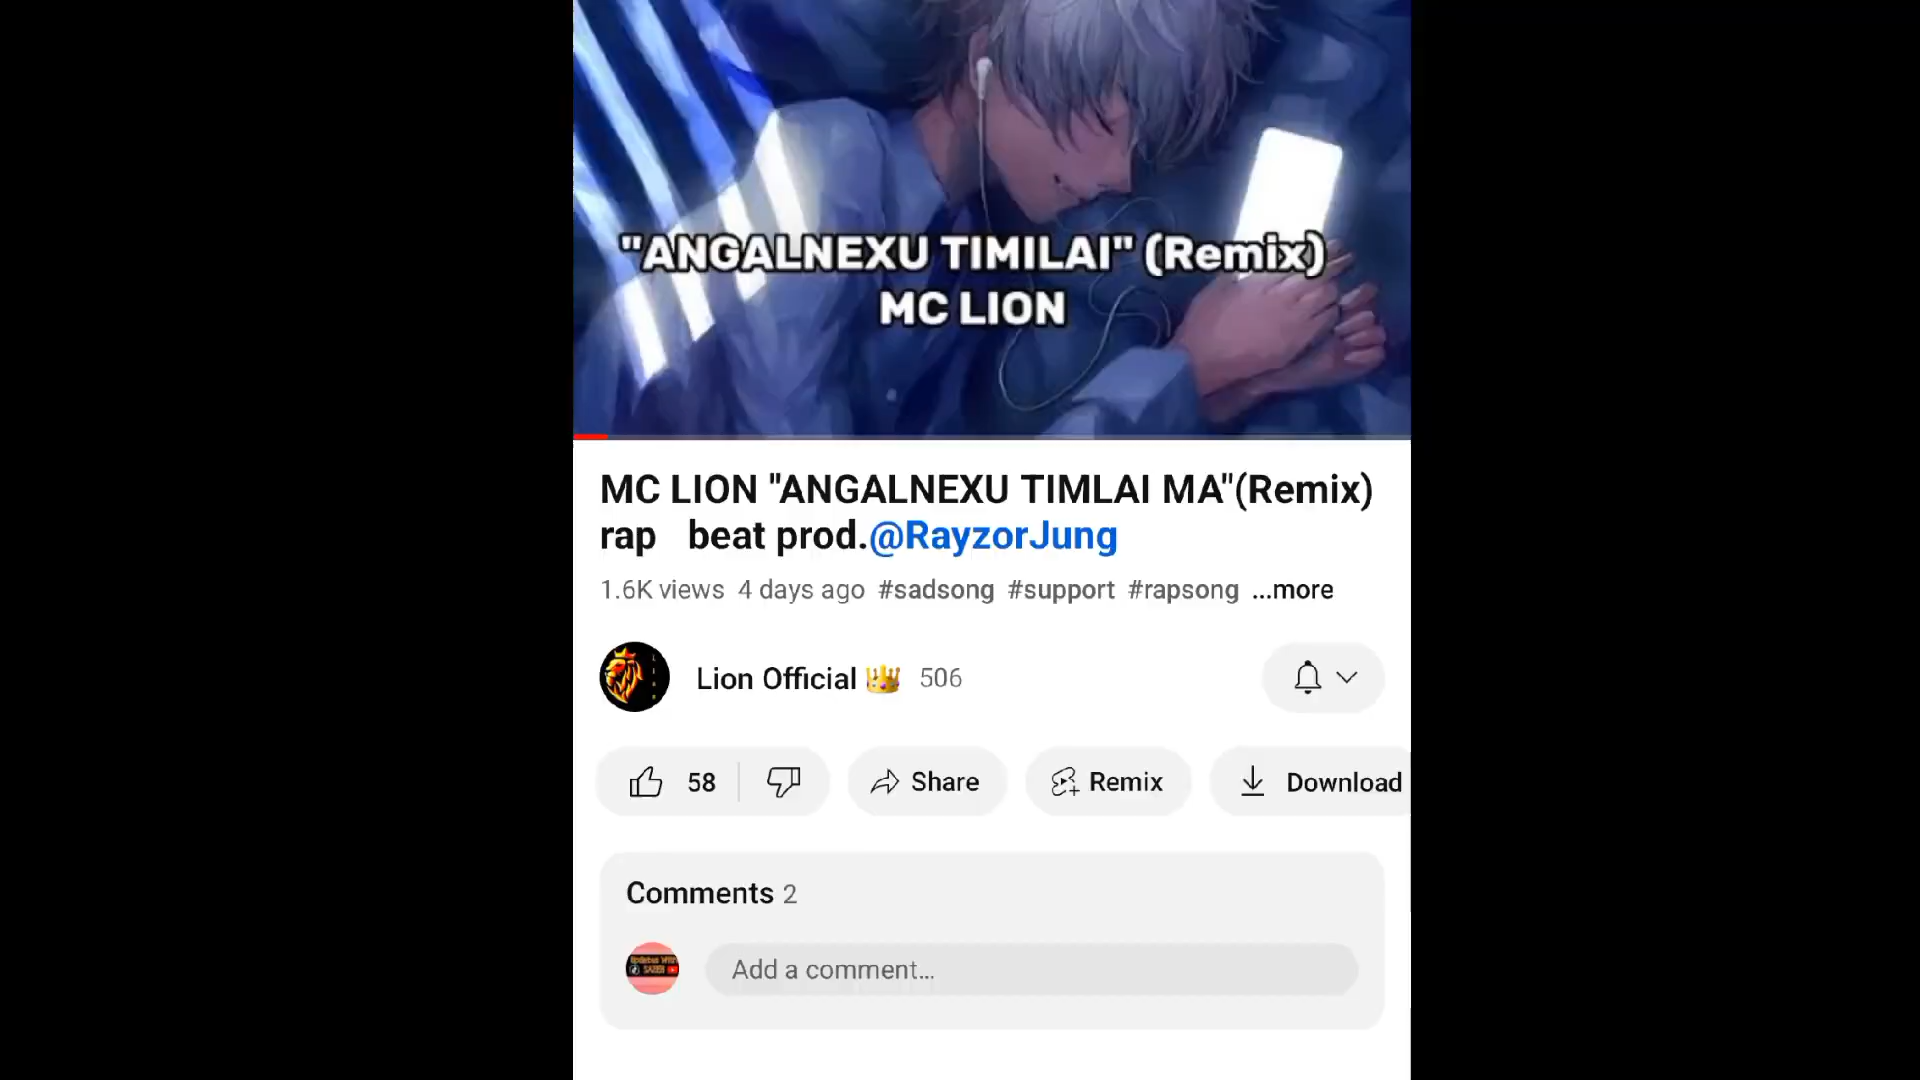 "ANGALNEXU TIMILAI" (Remix)
MC LION
MC LION "ANGALNEXU TIMLAI MA"(Remix)
rap beat prod.@RayzorJung
1.6K views 4 days ago #sadsong #support #rapsong ...more
Lion Official 👑 506
58 Share Remix Download
Comments 2
Add a comment...